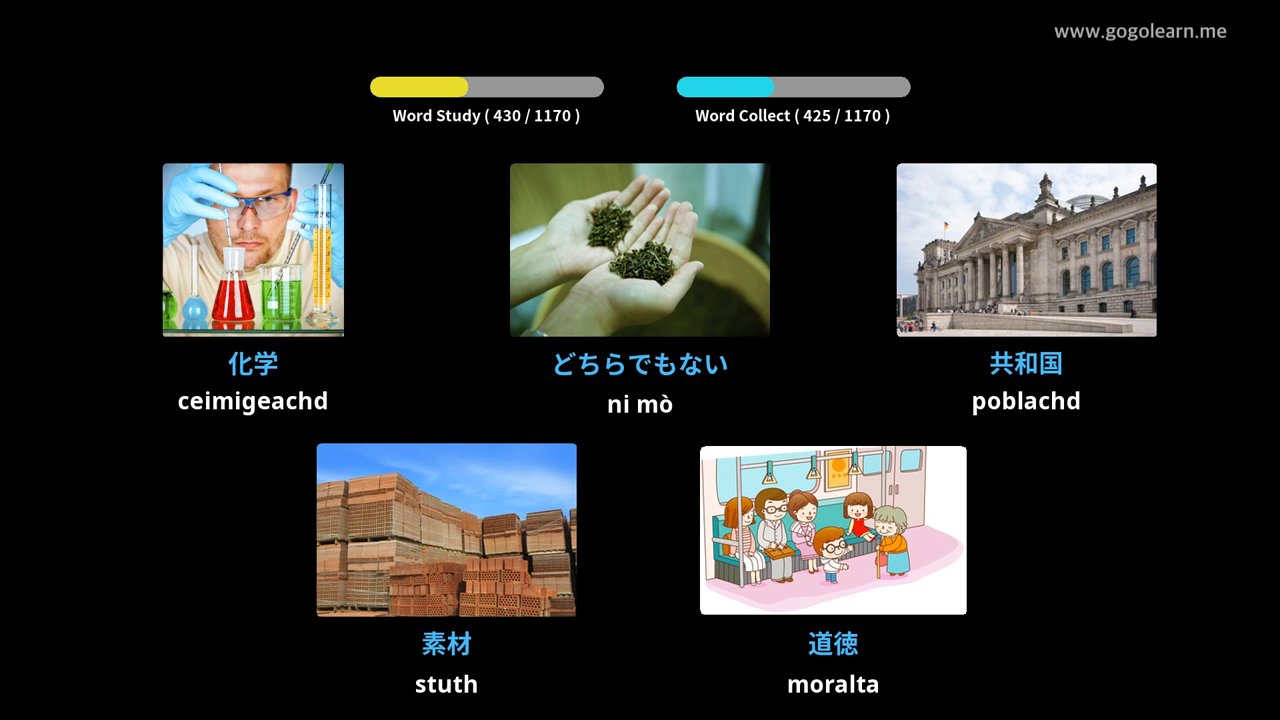 www.gogolearn.me
Word Study ( 430 / 1170 )
Word Collect ( 425 / 1170 )
化学
ceimigeachd
どちらでもない
ni mò
共和国
poblachd
素材
stuth
道徳
moralta